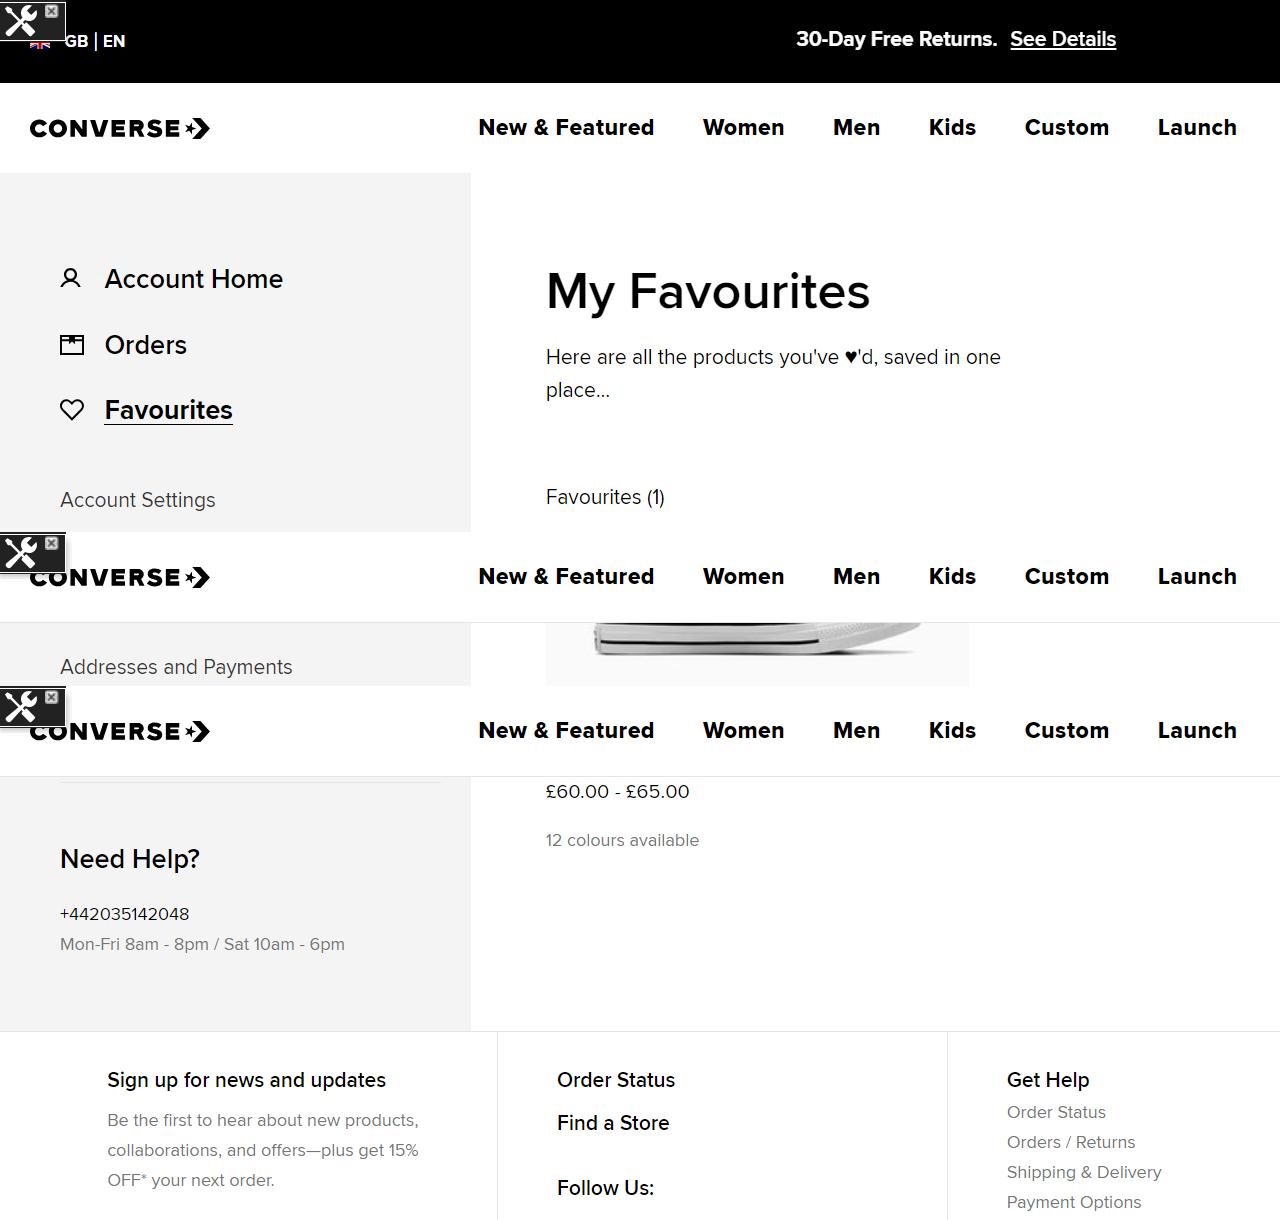 GB | EN
30-Day Free Returns. See Details
CONVERSE
New & Featured Women Men Kids Custom Launch
Account Home
Orders
Favourites
Account Settings
My Favourites
Here are all the products you've ♥'d, saved in one
place...
Favourites (1)
CONVERSE
New & Featured Women Men Kids Custom Launch
Addresses and Payments
CONVERSE
New & Featured Women Men Kids Custom Launch
£60.00 - £65.00
12 colours available
Need Help?
+442035142048
Mon-Fri 8am - 8pm / Sat 10am - 6pm
Sign up for news and updates
Be the first to hear about new products,
collaborations, and offers—plus get 15%
OFF* your next order.
Order Status
Find a Store
Follow Us:
Get Help
Order Status
Orders / Returns
Shipping & Delivery
Payment Options